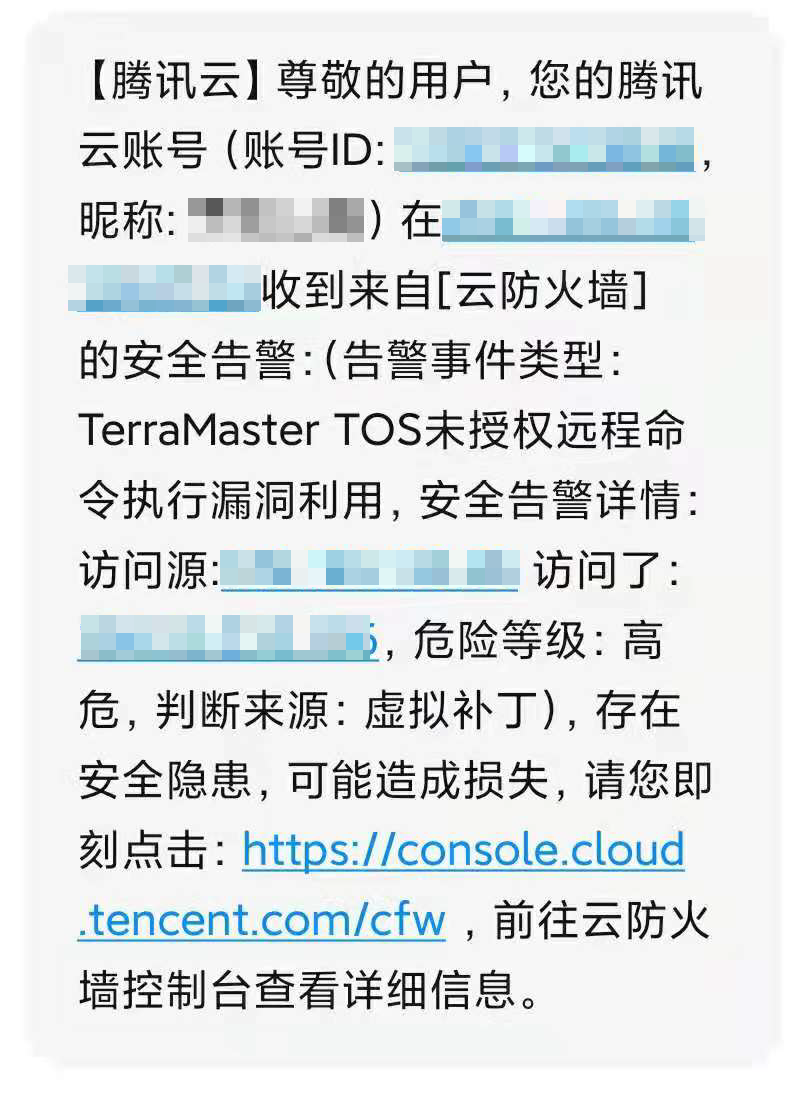 【腾讯云】尊敬的用户, 您的腾讯
云账号 (账号ID:
,
昵称:
) 在
收到来自[云防火墙]
的安全告警: (告警事件类型:
TerraMaster TOS未授权远程命
令执行漏洞利用, 安全告警详情:
访问源:
访问了:
, 危险等级: 高
危, 判断来源: 虚拟补丁), 存在
安全隐患, 可能造成损失, 请您即
刻点击: https://console.cloud
.tencent.com/cfw , 前往云防火
墙控制台查看详细信息。